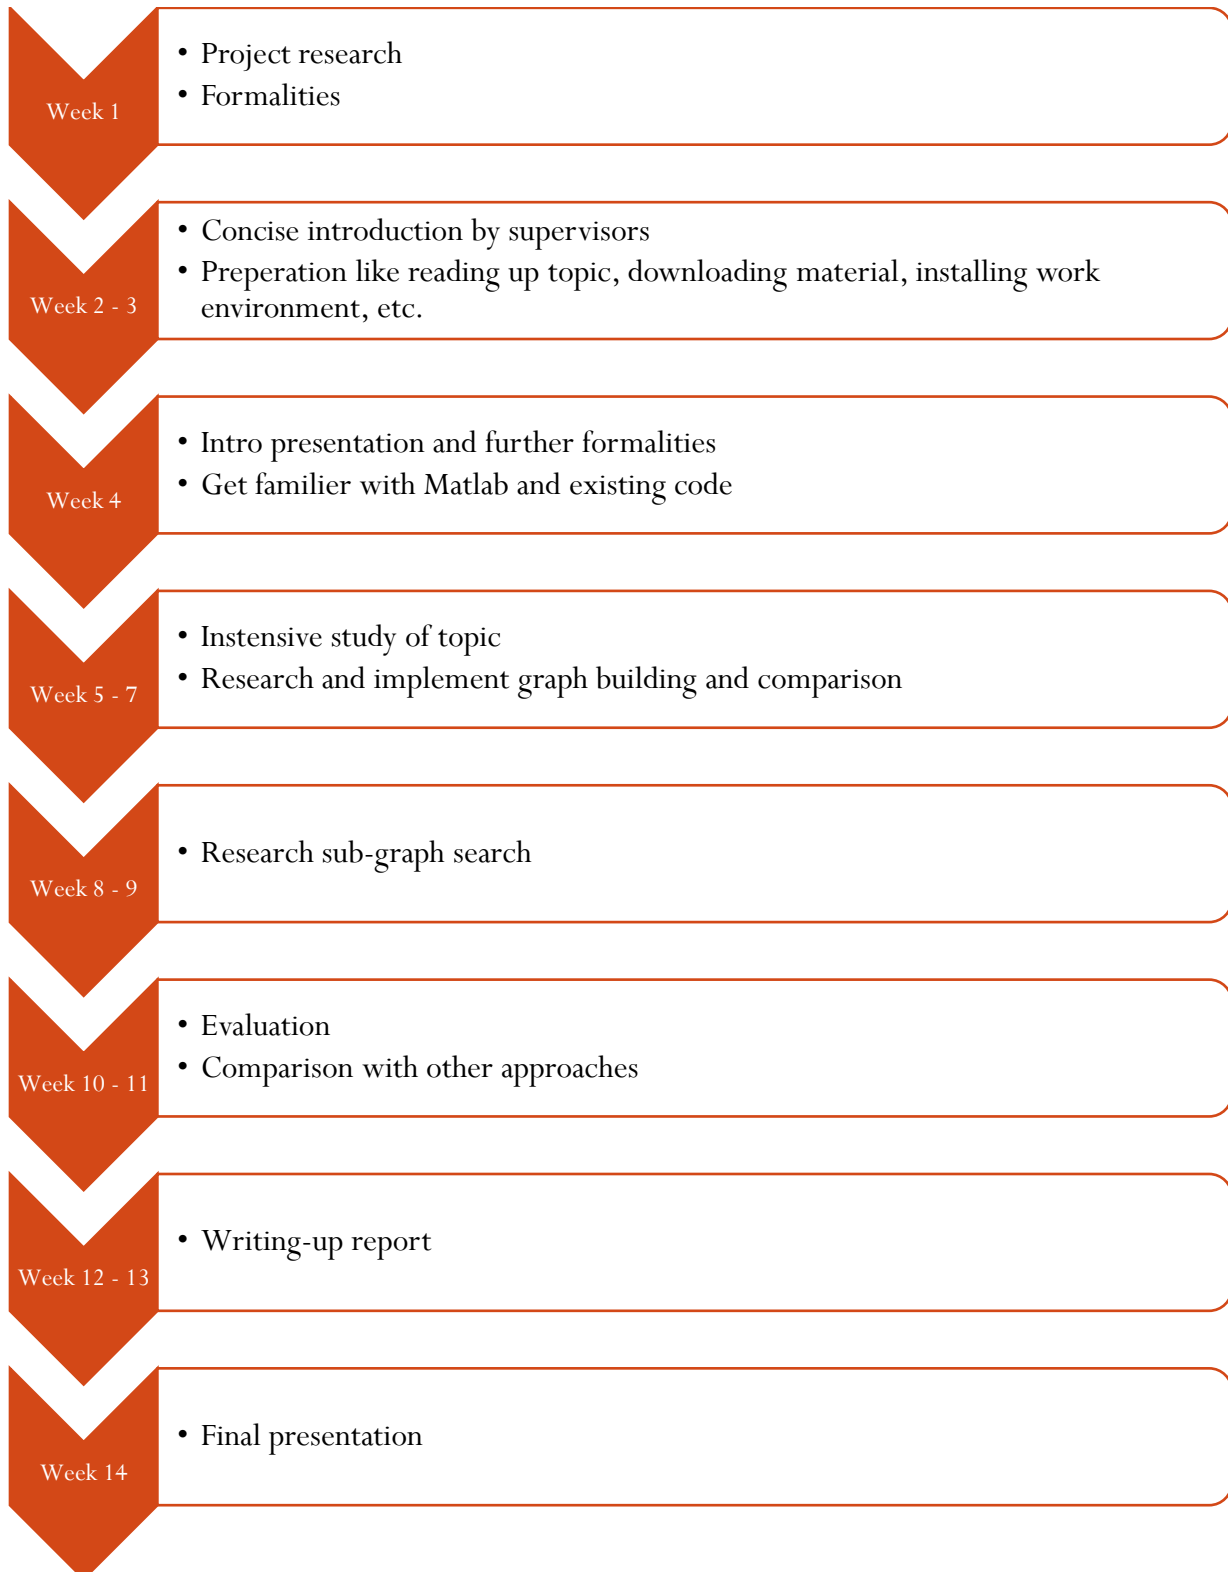 Week 1
• Project research
• Formalities
Week 2 - 3
• Concise introduction by supervisors
• Preperation like reading up topic, downloading material, installing work
environment, etc.
Week 4
• Intro presentation and further formalities
• Get familier with Matlab and existing code
Week 5 - 7
• Instensive study of topic
• Research and implement graph building and comparison
Week 8 - 9
• Research sub-graph search
Week 10 - 11
• Evaluation
• Comparison with other approaches
Week 12 - 13
• Writing-up report
Week 14
• Final presentation